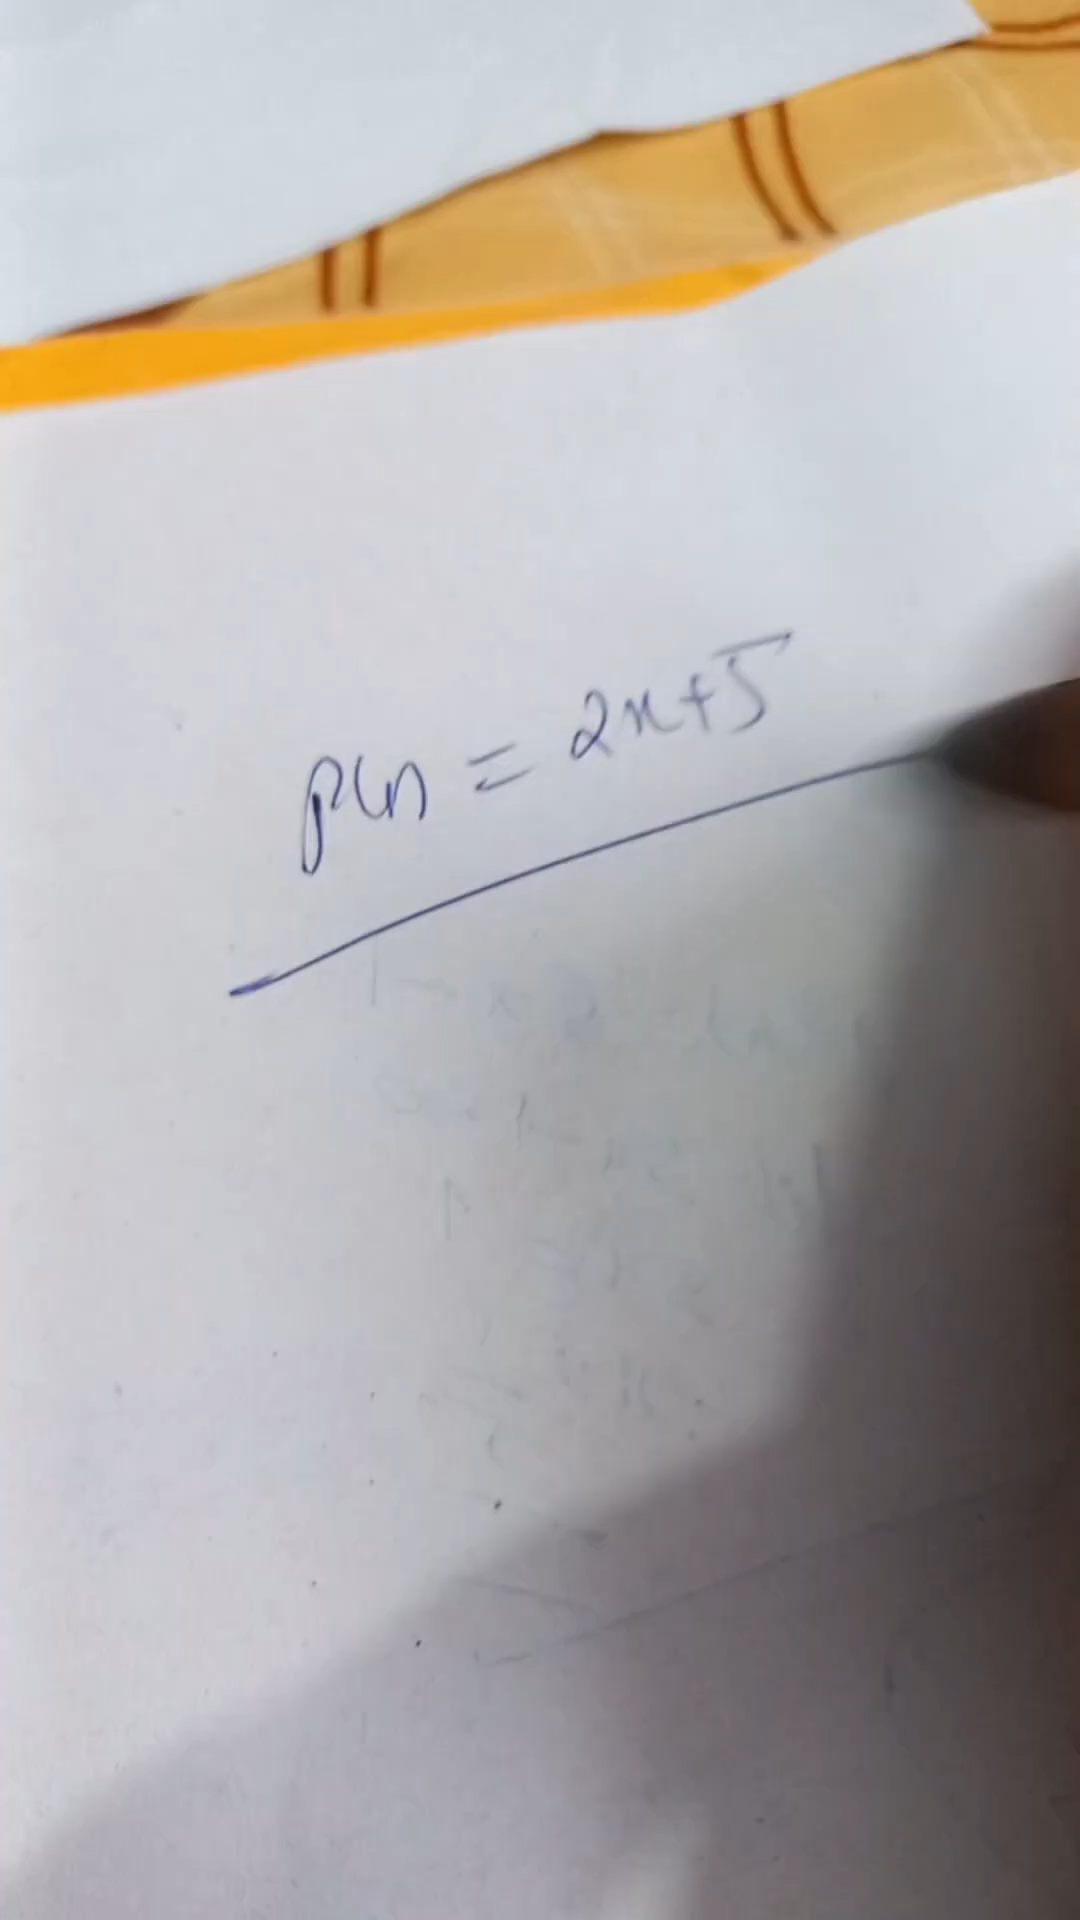 P(x) = 2x+5